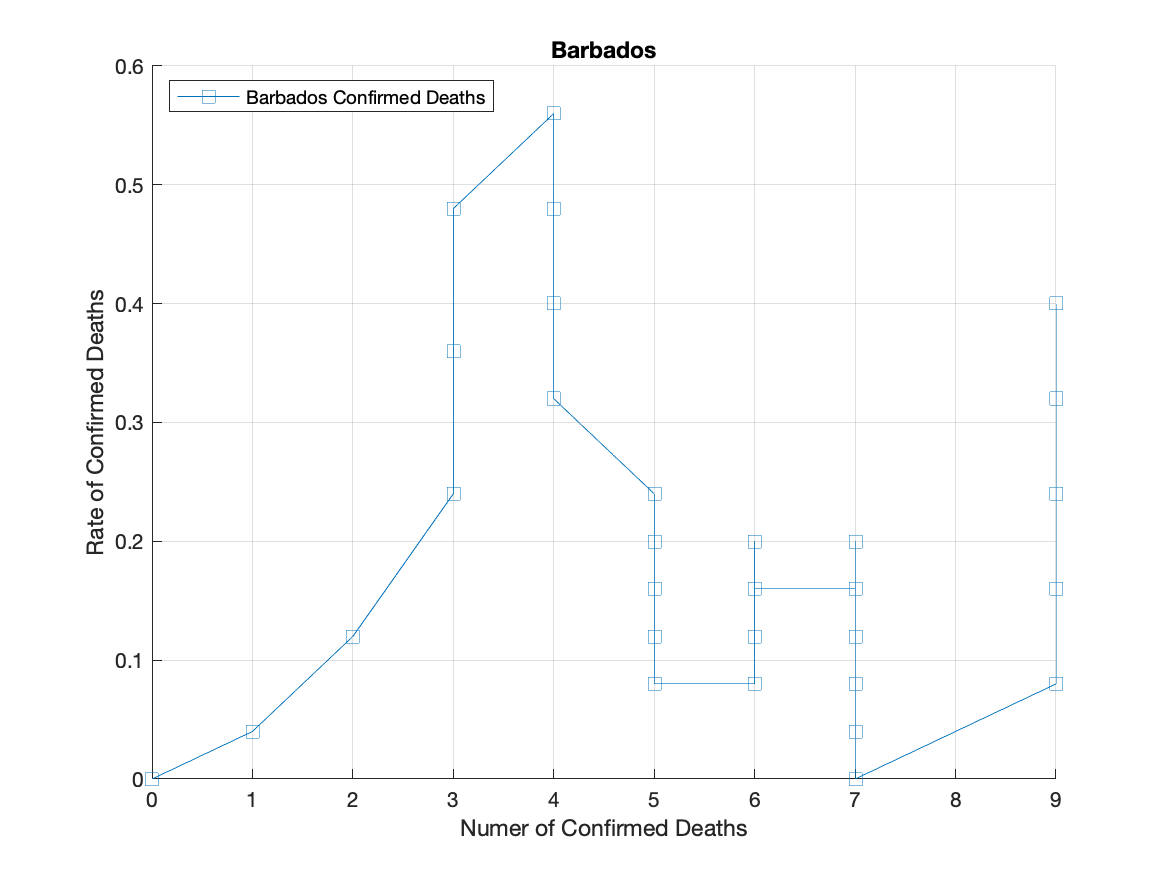 Barbados
Barbados Confirmed Deaths
0.6
0.5
0.4
0.3
0.2
0.1
0
Rate of Confirmed Deaths
0 1 2 3 4 5 6 7 8 9
Numer of Confirmed Deaths